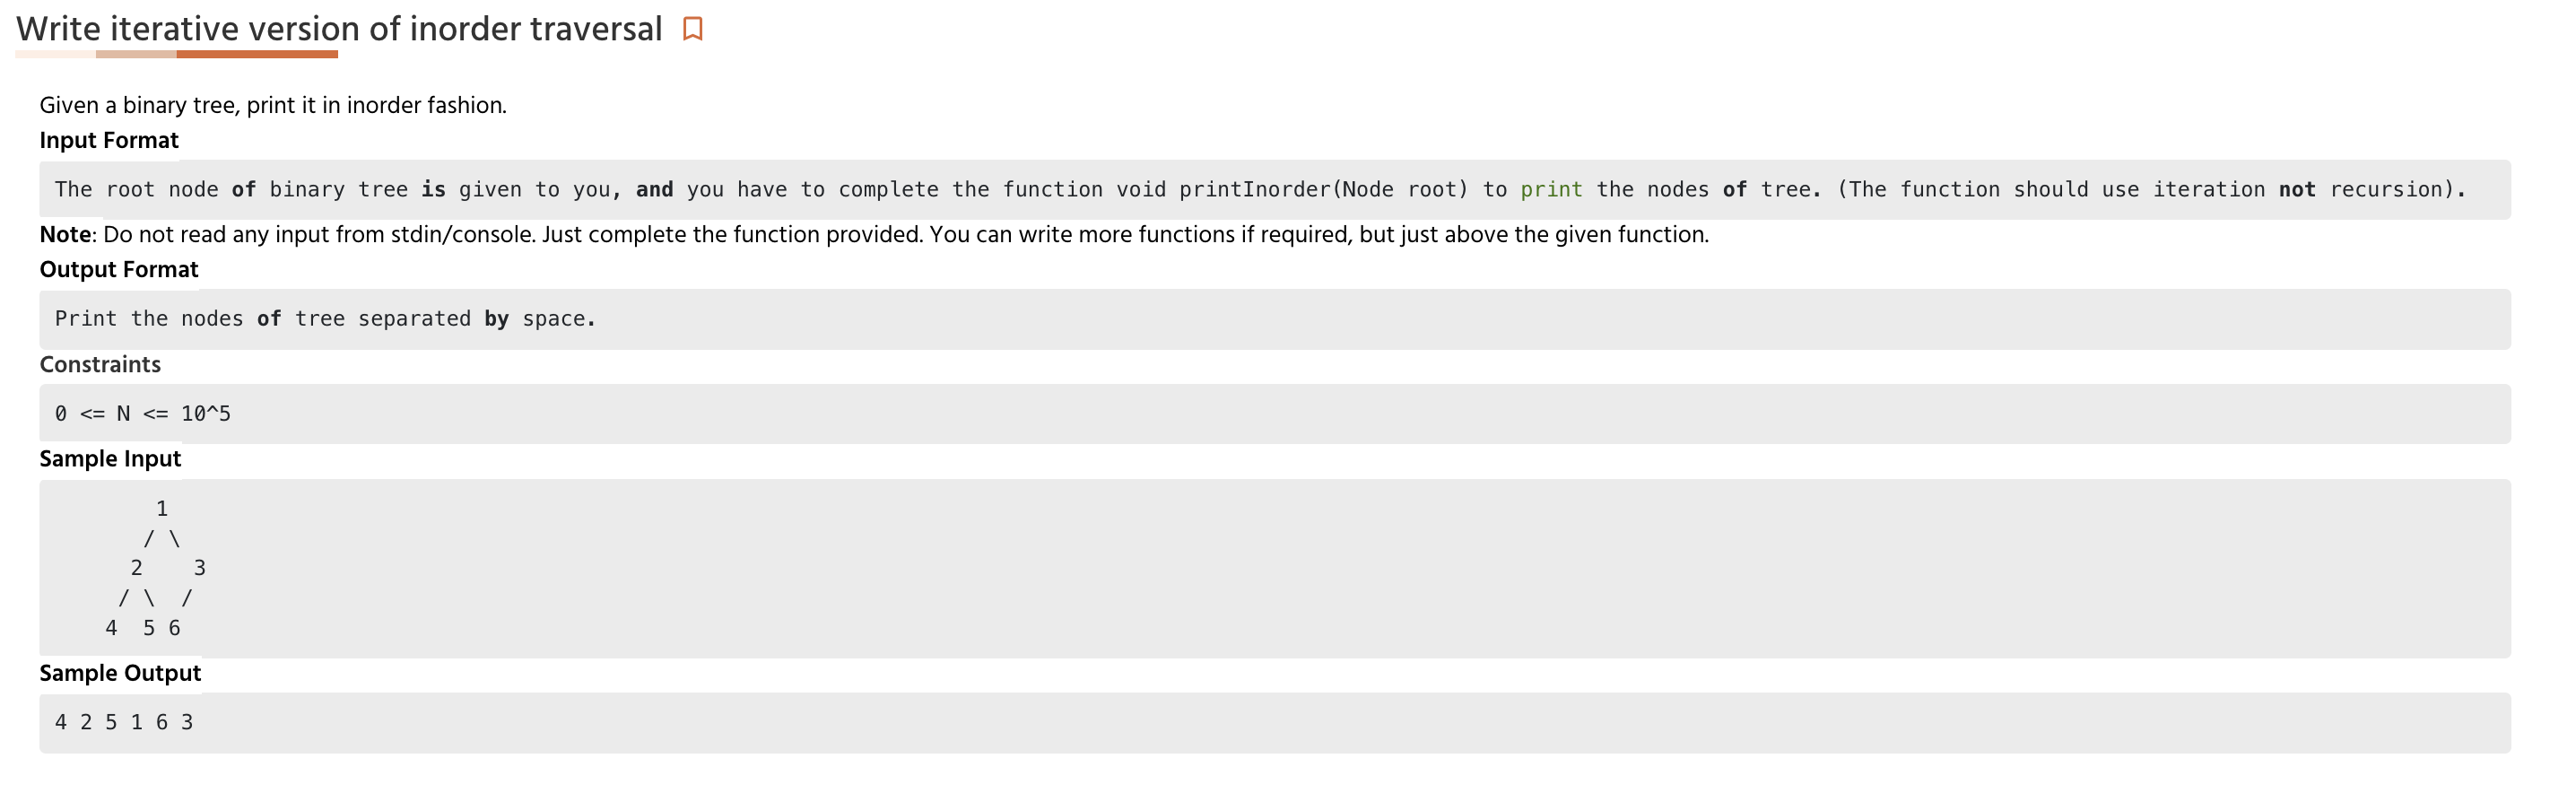 Write iterative version of inorder traversal
Given a binary tree, print it in inorder fashion.
Input Format
The root node of binary tree is given to you, and you have to complete the function void printInorder(Node root) to print the nodes of tree. (The function should use iteration not recursion).
Note: Do not read any input from stdin/console. Just complete the function provided. You can write more functions if required, but just above the given function.
Output Format
Print the nodes of tree separated by space.
Constraints
0 <= N <= 10^5
Sample Input
1
/ \
2 3
/ \ /
4 5 6
Sample Output
4 2 5 1 6 3